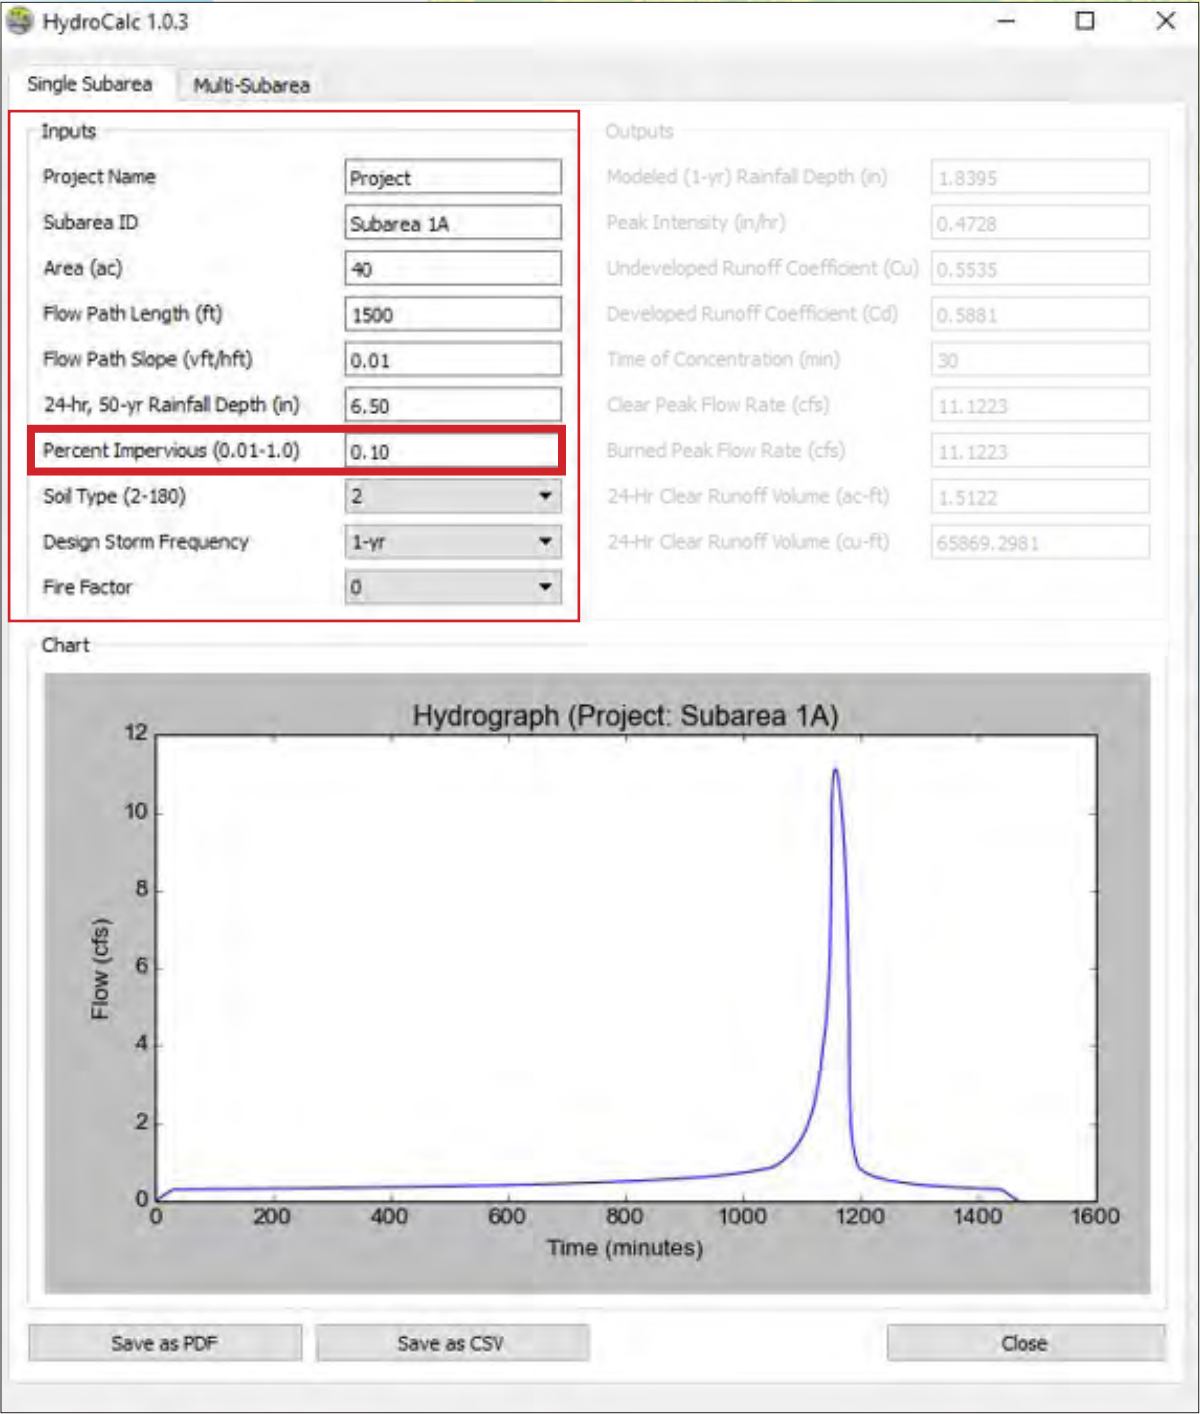 HydroCalc 1.0.3
Single Subarea Multi-Subarea
Inputs
Project Name Project
Subarea ID Subarea 1A
Area (ac) 40
Flow Path Length (ft) 1500
Flow Path Slope (vft/hft) 0.01
24-hr, 50-yr Rainfall Depth (in) 6.50
Percent Impervious (0.01-1.0) 0.10
Soil Type (2-180) 2
Design Storm Frequency 1-yr
Fire Factor 0
Outputs
Modeled (1-yr) Rainfall Depth (in) 1.8395
Peak Intensity (in/hr) 0.4728
Undeveloped Runoff Coefficient (Cu) 0.5535
Developed Runoff Coefficient (Cd) 0.5881
Time of Concentration (min) 30
Clear Peak Flow Rate (cfs) 11.1223
Burned Peak Flow Rate (cfs) 11.1223
24-Hr Clear Runoff Volume (ac-ft) 1.5122
24-Hr Clear Runoff Volume (cu-ft) 65869.2981
Chart
Hydrograph (Project: Subarea 1A)
12
10
8
6
4
2
0
Flow (cfs)
0 200 400 600 800 1000 1200 1400 1600
Time (minutes)
Save as PDF Save as CSV Close